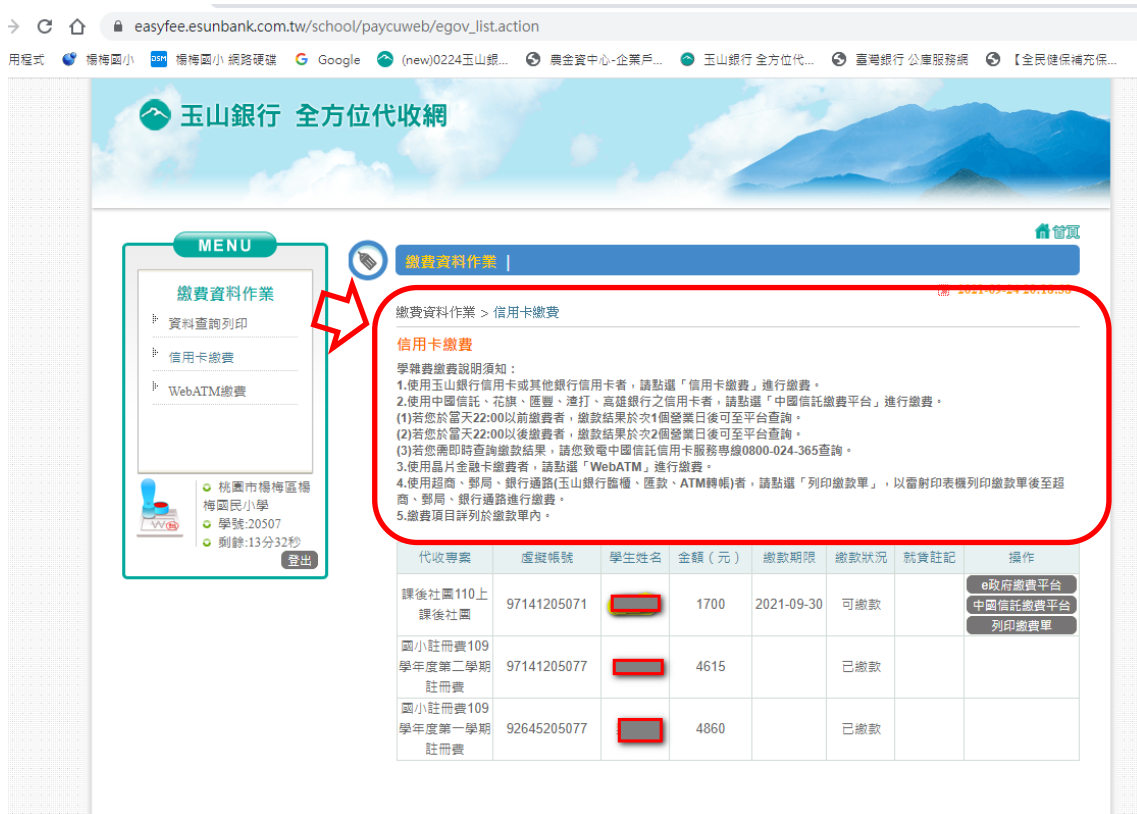 easyfee.esunbank.com.tw/school/paycuweb/egov_list.action
用程式 楊梅國小 DSM 楊梅國小 網路硬碟 G Google (new)0224玉山銀... 農金資中心-企業戶... 玉山銀行 全方位代... 臺灣銀行 公庫服務網 【全民健保補充保...
玉山銀行 全方位代收網
首頁
MENU
繳費資料作業
資料查詢列印
信用卡繳費
WebATM繳費
桃園市楊梅區楊
梅國民小學
學號:20507
剩餘:13分32秒
登出
繳費資料作業 |
繳費資料作業 > 信用卡繳費
信用卡繳費
學雜費繳費說明須知：
1.使用玉山銀行信用卡或其他銀行信用卡者，請點選「信用卡繳費」進行繳費。
2.使用中國信託、花旗、匯豐、渣打、高雄銀行之信用卡者，請點選「中國信託繳費平台」進行繳費。
(1)若您於當天22:00以前繳費者，繳款結果於次1個營業日後可至平台查詢。
(2)若您於當天22:00以後繳費者，繳款結果於次2個營業日後可至平台查詢。
(3)若您需即時查詢繳款結果，請您致電中國信託信用卡服務專線0800-024-365查詢。
3.使用晶片金融卡繳費者，請點選「WebATM」進行繳費。
4.使用超商、郵局、銀行通路(玉山銀行臨櫃、匯款、ATM轉帳)者，請點選「列印繳款單」，以雷射印表機列印繳款單後至超
商、郵局、銀行通路進行繳費。
5.繳費項目詳列於繳款單內。
代收專案 虛擬帳號 學生姓名 金額（元） 繳款期限 繳款狀況 就貸註記 操作
課後社團110上
課後社團
97141205071 1700 2021-09-30 可繳款
e政府繳費平台
中國信託繳費平台
列印繳費單
國小註冊費109
學年度第二學期
註冊費
97141205077 4615 已繳款
國小註冊費109
學年度第一學期
註冊費
92645205077 4860 已繳款